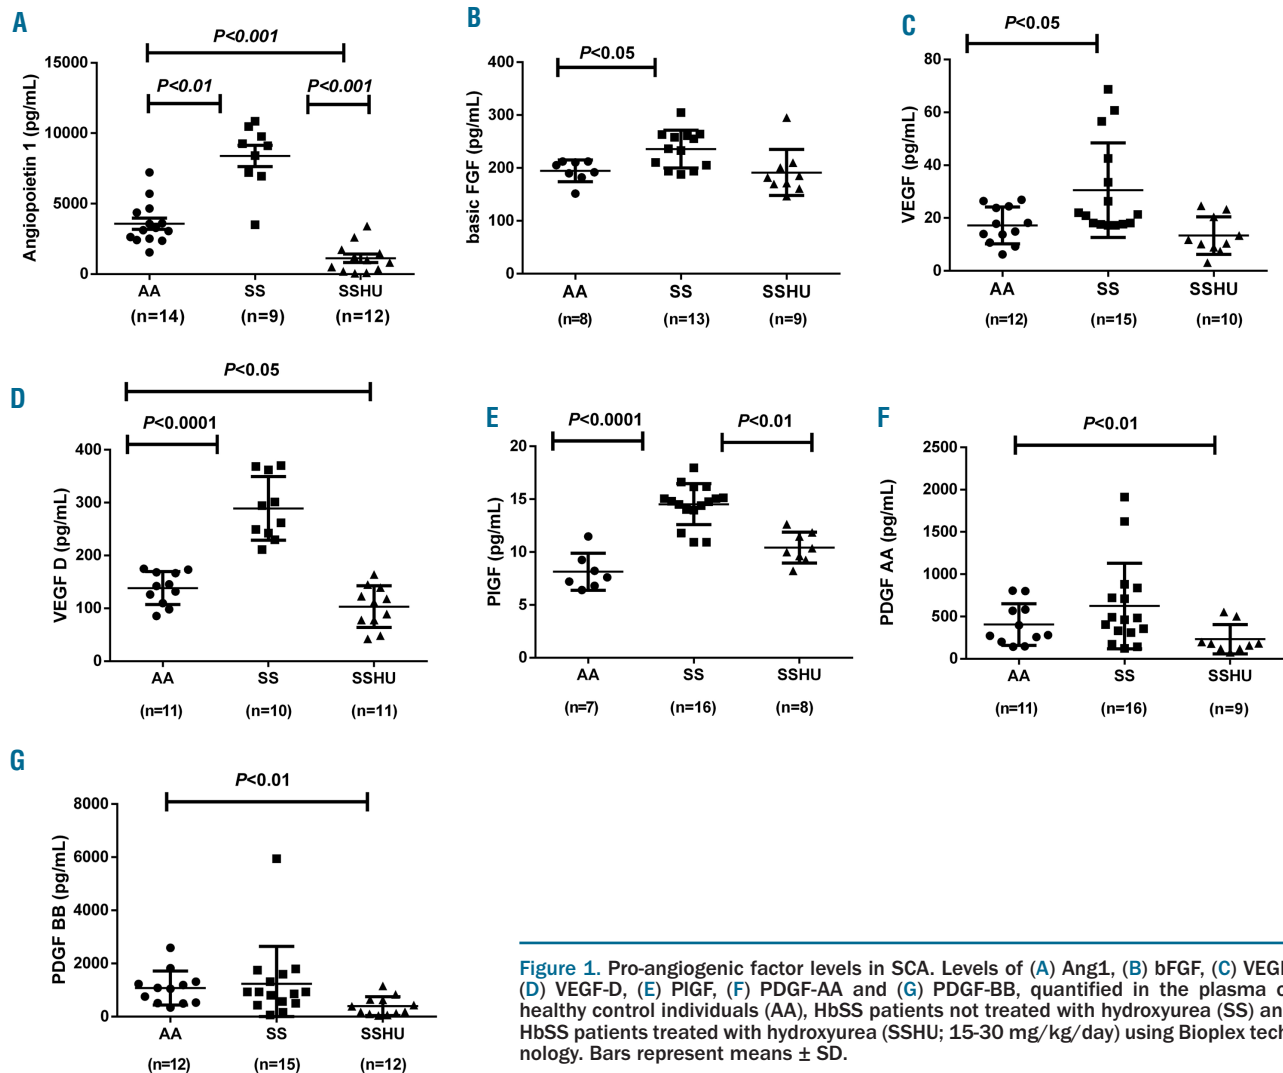 A
P<0.001
P<0.01
P<0.001
Angiopoietin 1 (pg/mL)
15000
10000
5000
0
AA
SS
SSHU
(n=14)
(n=9)
(n=12)
B
P<0.05
basic FGF (pg/mL)
400
300
200
100
0
AA
SS
SSHU
(n=8)
(n=13)
(n=9)
C
P<0.05
VEGF (pg/mL)
80
60
40
20
0
AA
SS
SSHU
(n=12)
(n=15)
(n=10)
D
P<0.05
P<0.0001
VEGF D (pg/mL)
400
300
200
100
0
AA
SS
SSHU
(n=11)
(n=10)
(n=11)
E
P<0.0001
P<0.01
PIGF (pg/mL)
20
15
10
5
0
AA
SS
SSHU
(n=7)
(n=16)
(n=8)
F
P<0.01
PDGF AA (pg/mL)
2500
2000
1500
1000
500
0
AA
SS
SSHU
(n=11)
(n=16)
(n=9)
G
P<0.01
PDGF BB (pg/mL)
8000
6000
4000
2000
0
AA
SS
SSHU
(n=12)
(n=15)
(n=12)
Figure 1. Pro-angiogenic factor levels in SCA. Levels of (A) Ang1, (B) bFGF, (C) VEGF
(D) VEGF-D, (E) PIGF, (F) PDGF-AA and (G) PDGF-BB, quantified in the plasma o
healthy control individuals (AA), HbSS patients not treated with hydroxyurea (SS) an
HbSS patients treated with hydroxyurea (SSHU; 15-30 mg/kg/day) using Bioplex tech
nology. Bars represent means ± SD.